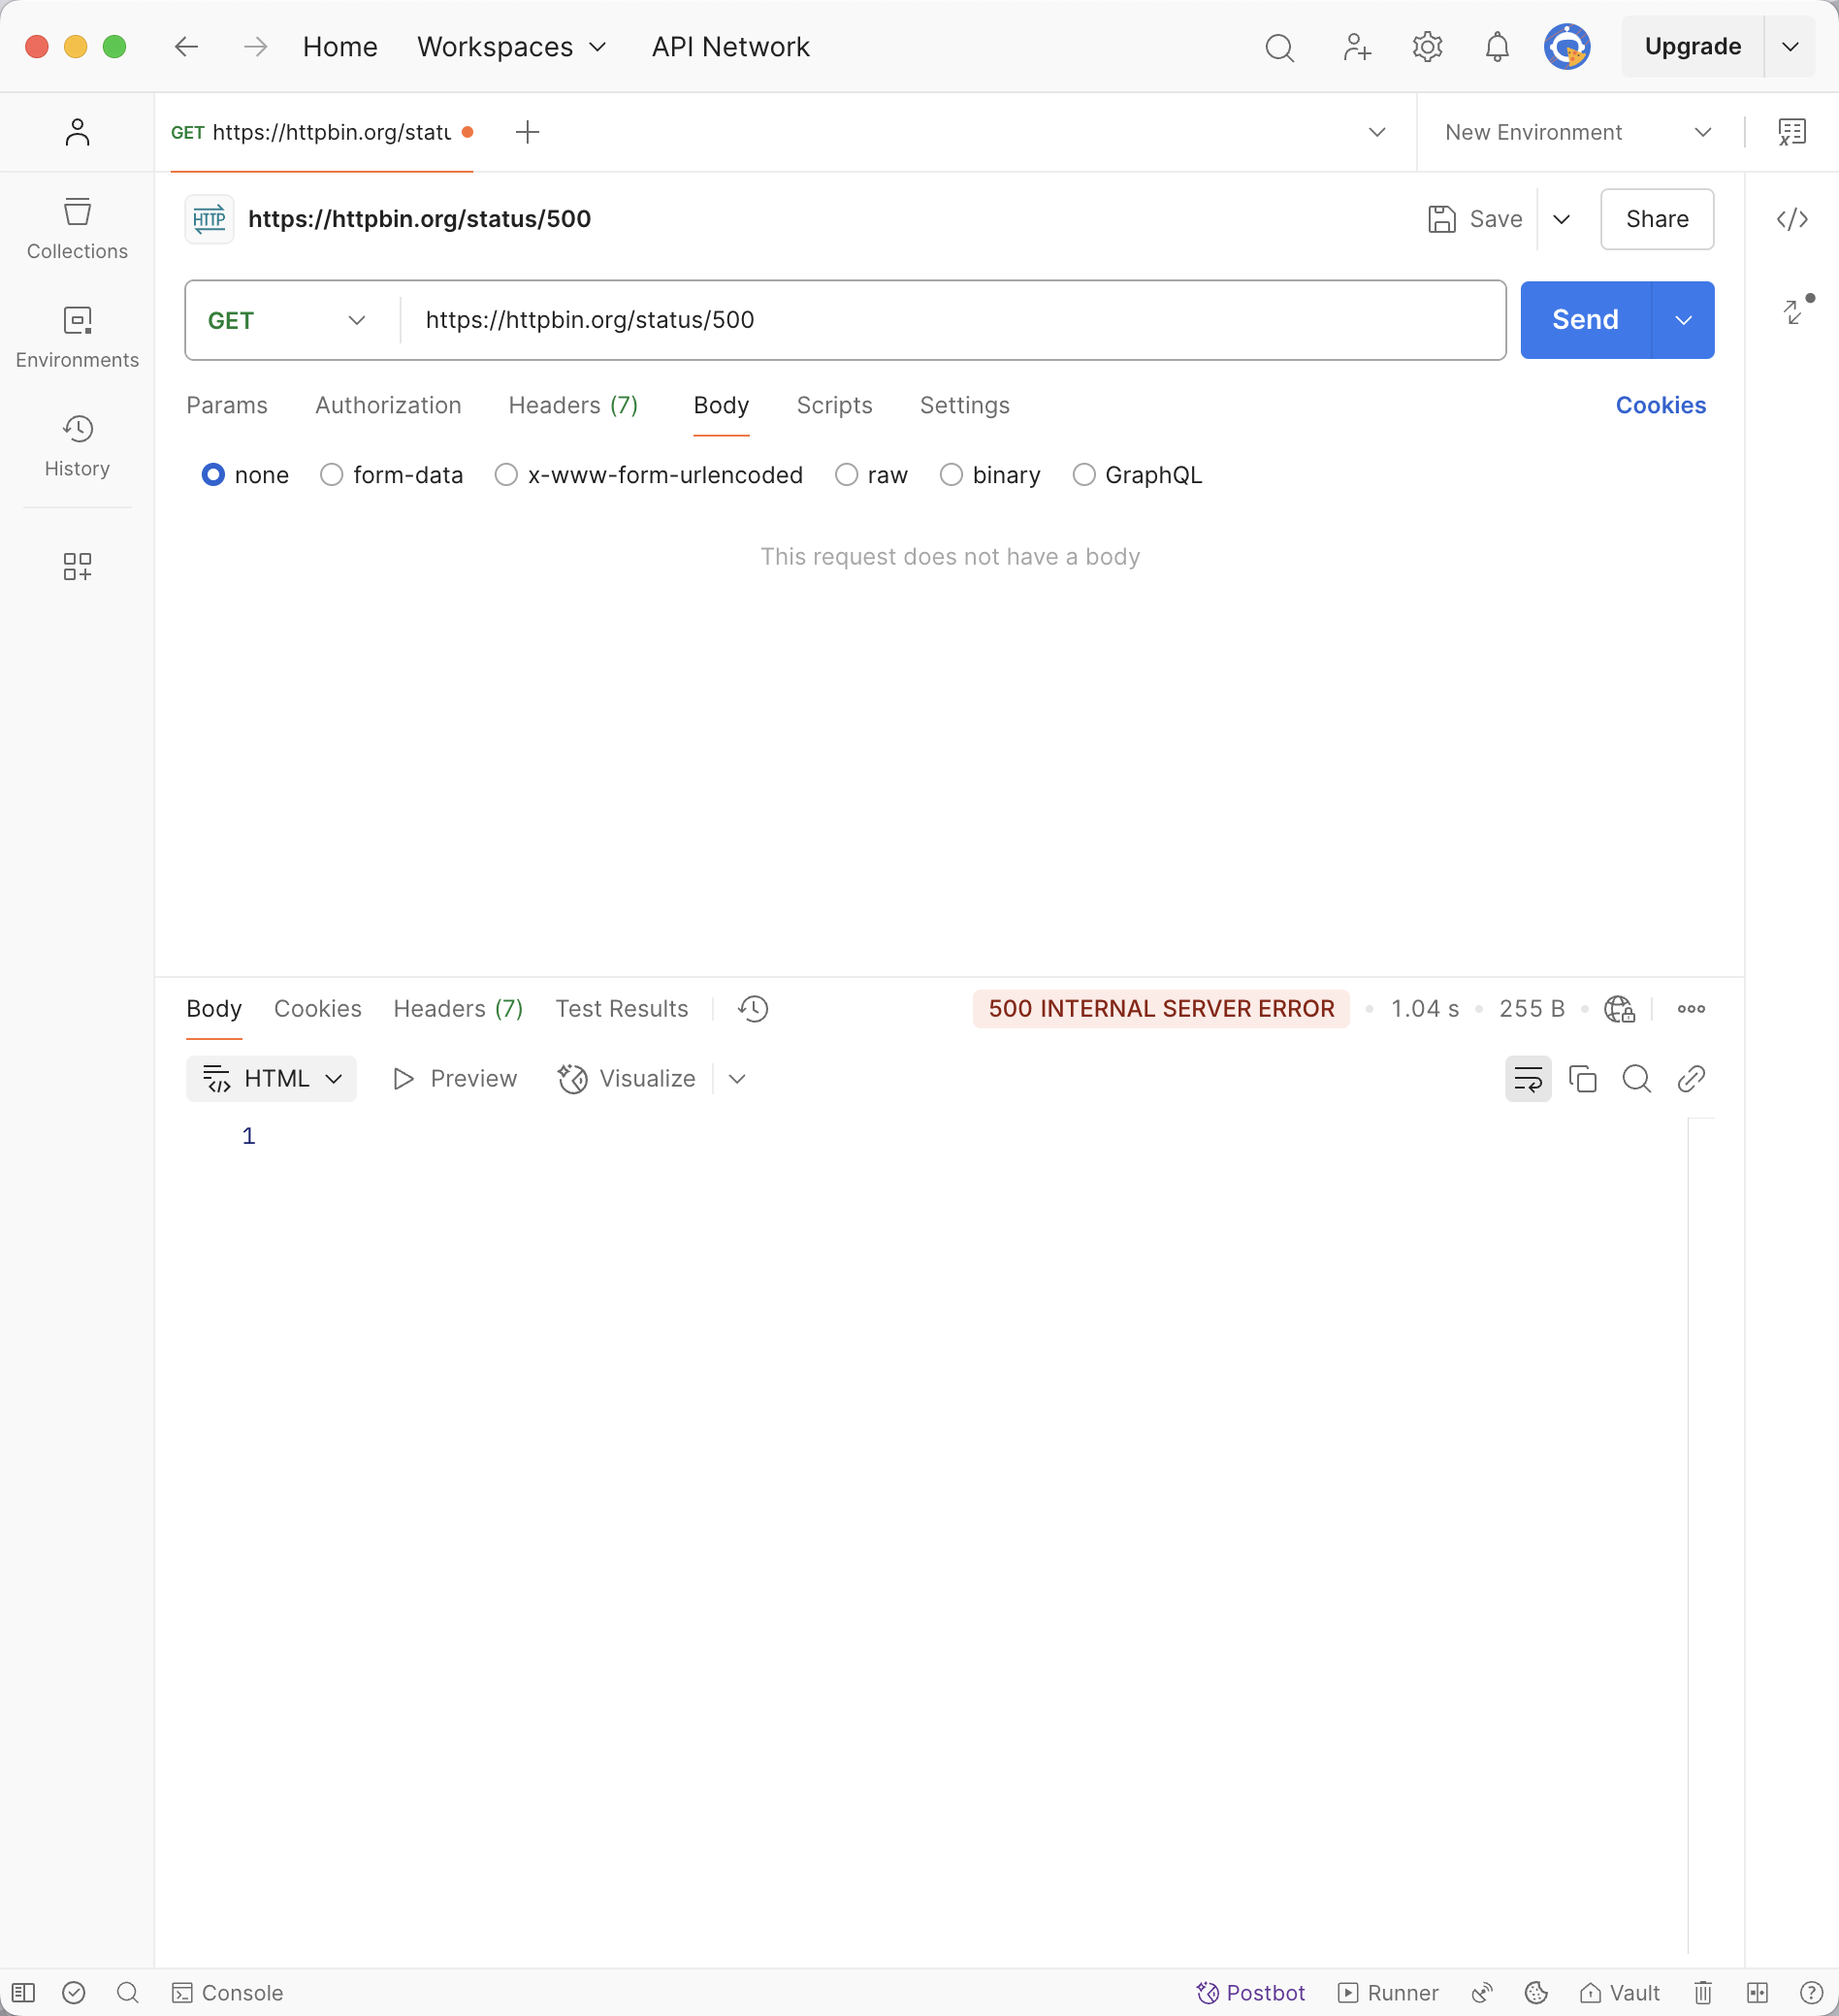 Home Workspaces API Network Upgrade
GET https://httpbin.org/statu New Environment
HTTP https://httpbin.org/status/500 Save Share
Collections
GET https://httpbin.org/status/500 Send
Environments
Params Authorization Headers (7) Body Scripts Settings Cookies
History
none form-data x-www-form-urlencoded raw binary GraphQL
This request does not have a body
Body Cookies Headers (7) Test Results 500 INTERNAL SERVER ERROR 1.04 s 255 B
HTML Preview Visualize
1
Console Postbot Runner Vault